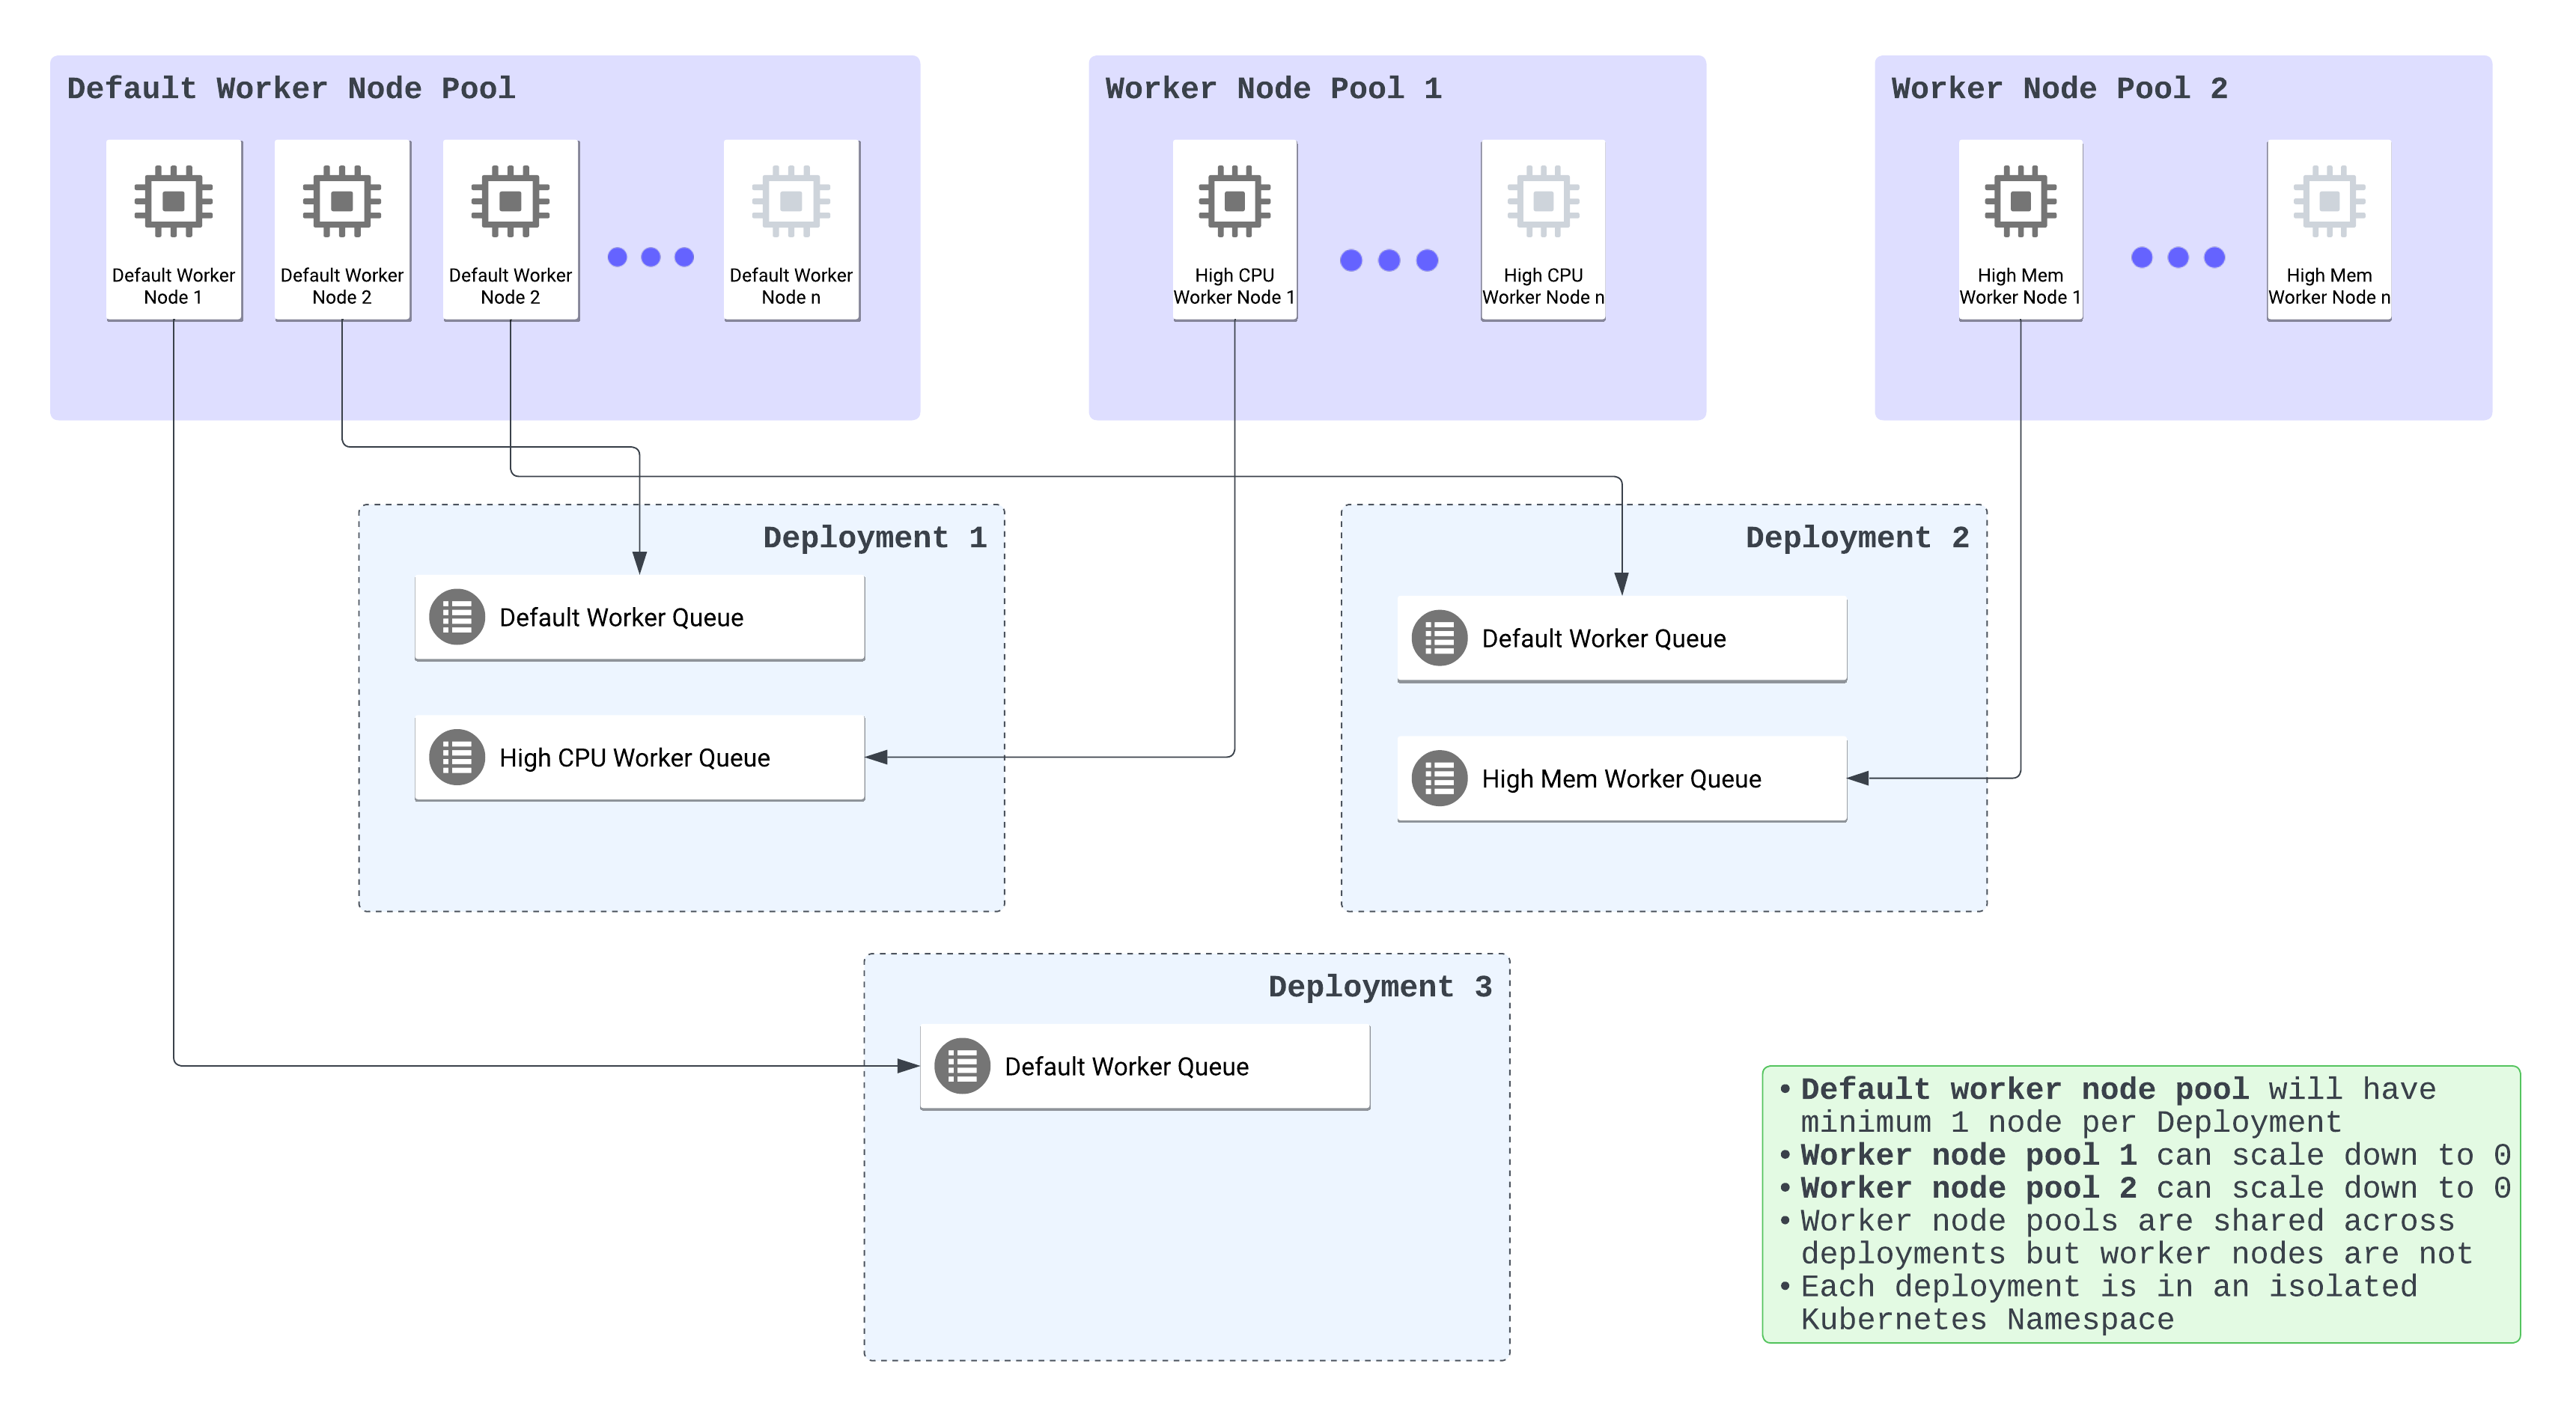 Default Worker Node Pool
Default Worker
Node 1
Default Worker
Node 2
Default Worker
Node 2
Default Worker
Node n
Worker Node Pool 1
High CPU
Worker Node 1
High CPU
Worker Node n
Worker Node Pool 2
High Mem
Worker Node 1
High Mem
Worker Node n
Deployment 1
Default Worker Queue
High CPU Worker Queue
Deployment 2
Default Worker Queue
High Mem Worker Queue
Deployment 3
Default Worker Queue
• Default worker node pool will have
minimum 1 node per Deployment
• Worker node pool 1 can scale down to 0
• Worker node pool 2 can scale down to 0
• Worker node pools are shared across
deployments but worker nodes are not
• Each deployment is in an isolated
Kubernetes Namespace